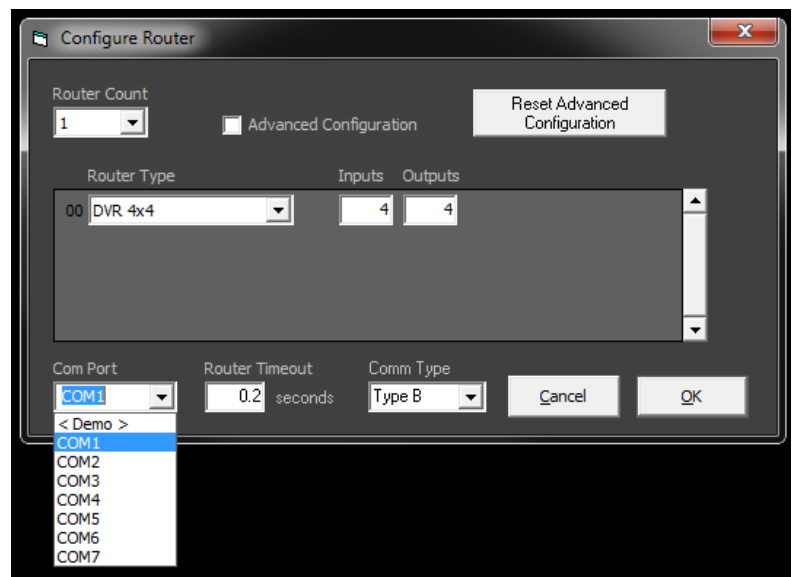 Configure Router
Router Count
1
Advanced Configuration
Reset Advanced
Configuration
Router Type Inputs Outputs
00 DVR 4x4 4 4
Com Port Router Timeout Comm Type
COM1 0.2 seconds Type B Cancel OK
< Demo >
COM1
COM2
COM3
COM4
COM5
COM6
COM7